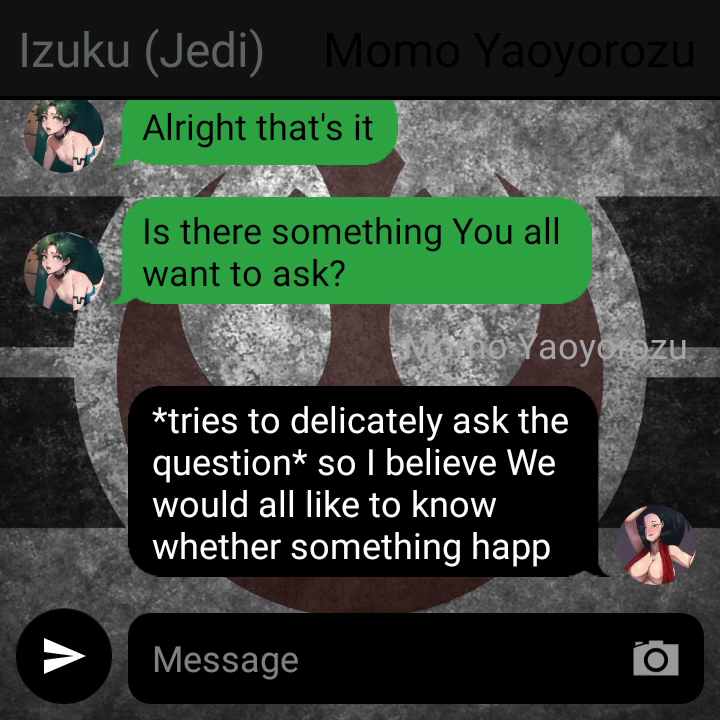 Izuku (Jedi) Momo Yaoyorozu
Alright that's it
Is there something You all
want to ask?
Momo Yaoyorozu
*tries to delicately ask the
question* so I believe We
would all like to know
whether something happ
Message